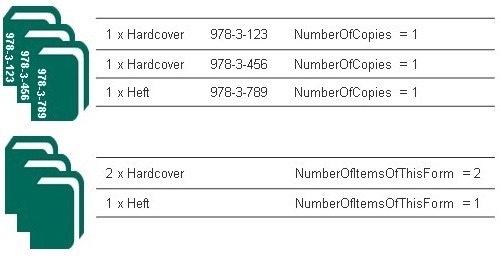 978-3-123
978-3-456
978-3-789
1 x Hardcover 978-3-123 NumberOfCopies = 1
1 x Hardcover 978-3-456 NumberOfCopies = 1
1 x Heft 978-3-789 NumberOfCopies = 1
2 x Hardcover NumberOfItemsOfThisForm = 2
1 x Heft NumberOfItemsOfThisForm = 1